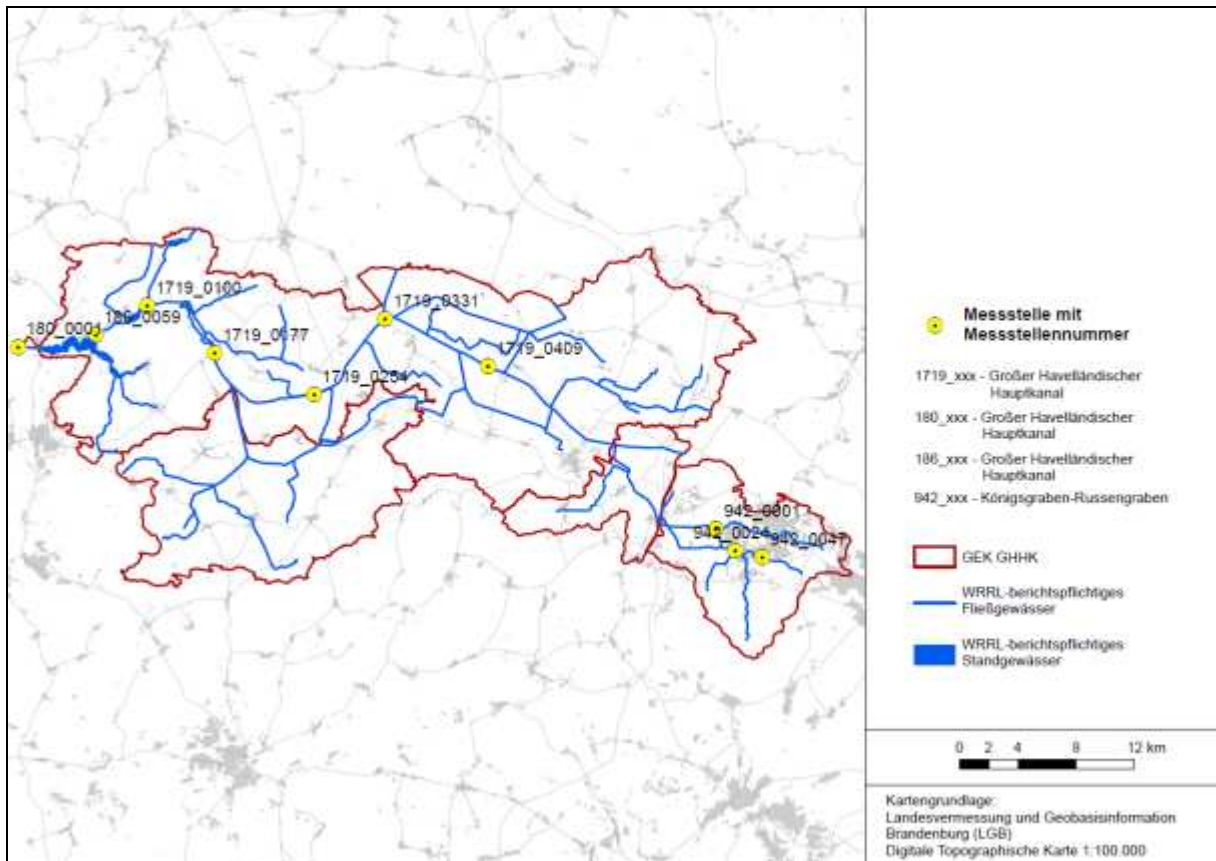 1719_0100
1719_0331
186_0059
180_0001
1719_0177
1719_0409
1719_0264
942_0301
942_0024
942_0047
Messstelle mit
Messstellennummer
1719_xxx - Großer Havelländischer
Hauptkanal
180_xxx - Großer Havelländischer
Hauptkanal
186_xxx - Großer Havelländischer
Hauptkanal
942_xxx - Königsgraben-Russengraben
GEK GHHK
WRRL-berichtspflichtiges
Fließgewässer
WRRL-berichtspflichtiges
Standgewässer
0 2 4 8 12 km
Kartengrundlage:
Landesvermessung und Geobasisinformation
Brandenburg (LGB)
Digitale Topographische Karte 1:100.000